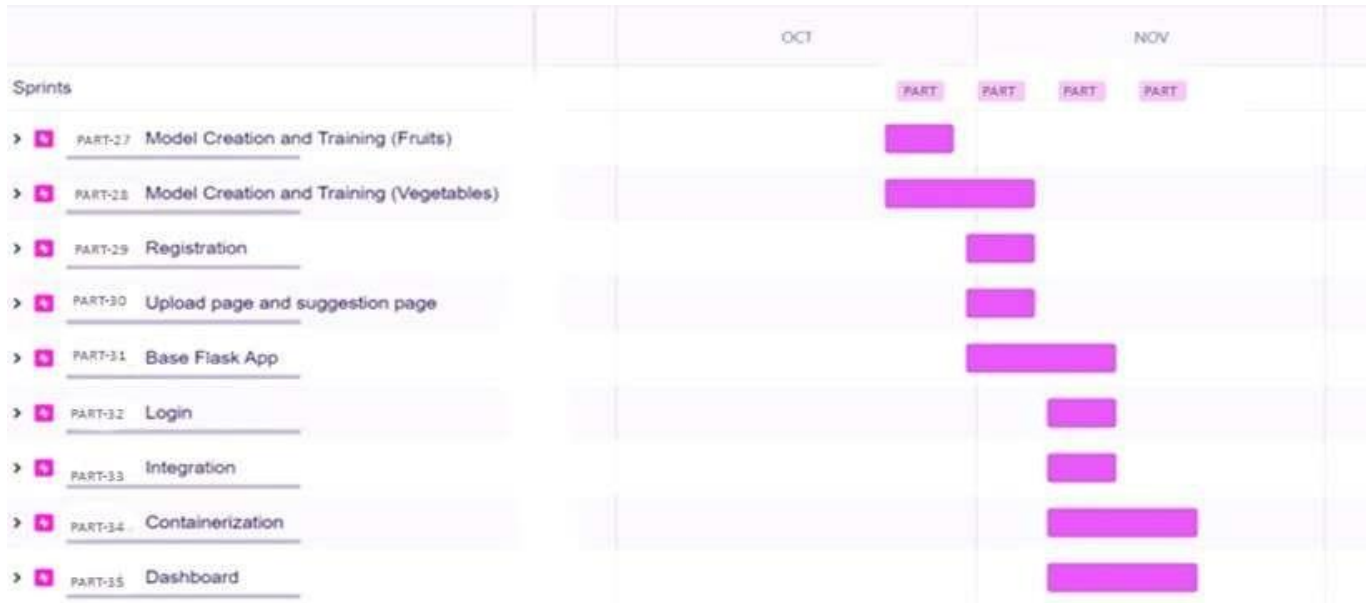 OCT NOV
Sprints PART PART PART PART
PART-27 Model Creation and Training (Fruits)
PART-28 Model Creation and Training (Vegetables)
PART-29 Registration
PART-30 Upload page and suggestion page
PART-31 Base Flask App
PART-32 Login
PART-33 Integration
PART-34 Containerization
PART-35 Dashboard